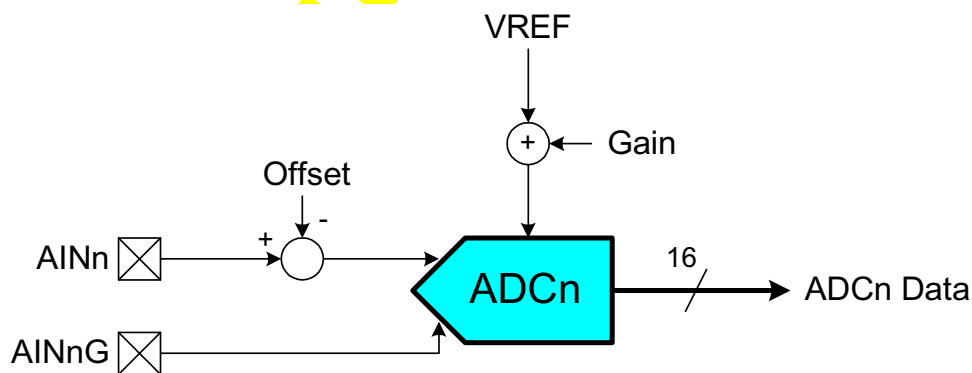 VREF
+
Gain
Offset
-
+
AINn
ADCn
16
ADCn Data
AINnG